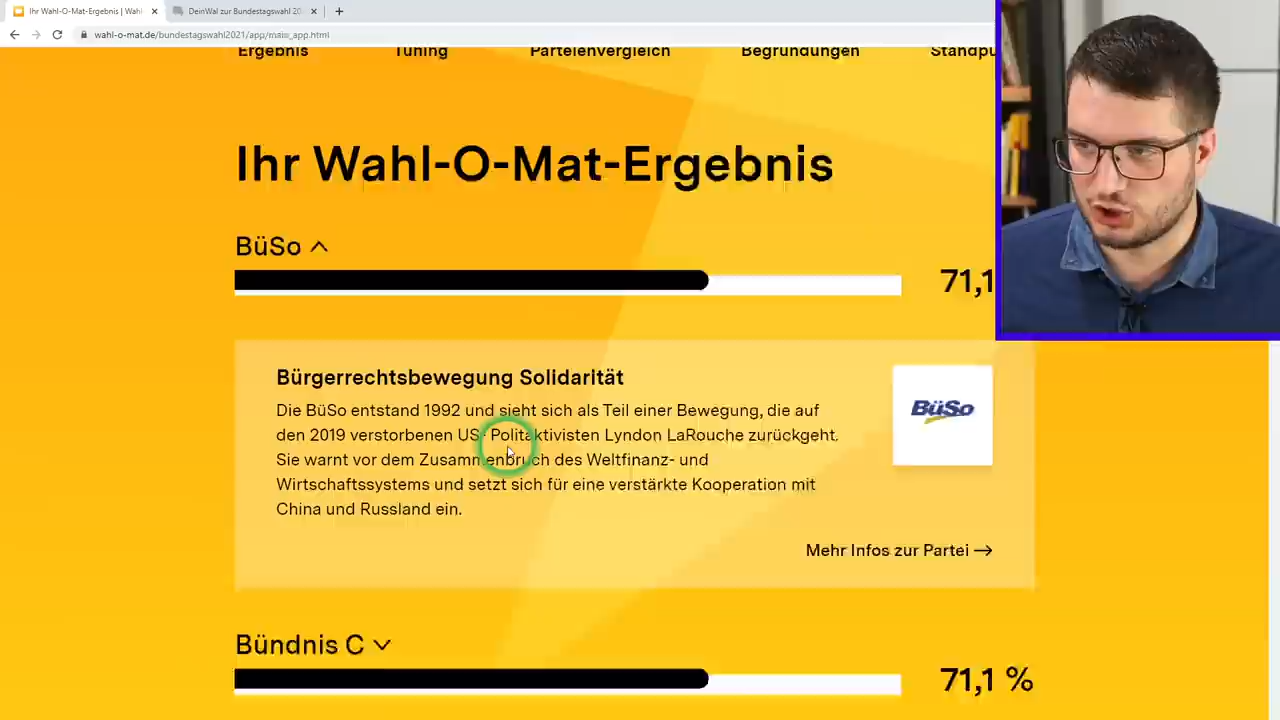 Ihr Wahl-O-Mat-Ergebnis | Wahl
DeinWal zur Bundestagswahl 20
wahl-o-mat.de/bundestagswahl2021/app/main_app.html
Ergebnis Tuning Parteienvergleich Begründungen Standpu
Ihr Wahl-O-Mat-Ergebnis
BüSo
71,1
Bürgerrechtsbewegung Solidarität
Die BüSo entstand 1992 und sieht sich als Teil einer Bewegung, die auf
den 2019 verstorbenen US- Politaktivisten Lyndon LaRouche zurückgeht.
Sie warnt vor dem Zusammenbruch des Weltfinanz- und
Wirtschaftssystems und setzt sich für eine verstärkte Kooperation mit
China und Russland ein.
BüSo
Mehr Infos zur Partei →
Bündnis C
71,1 %